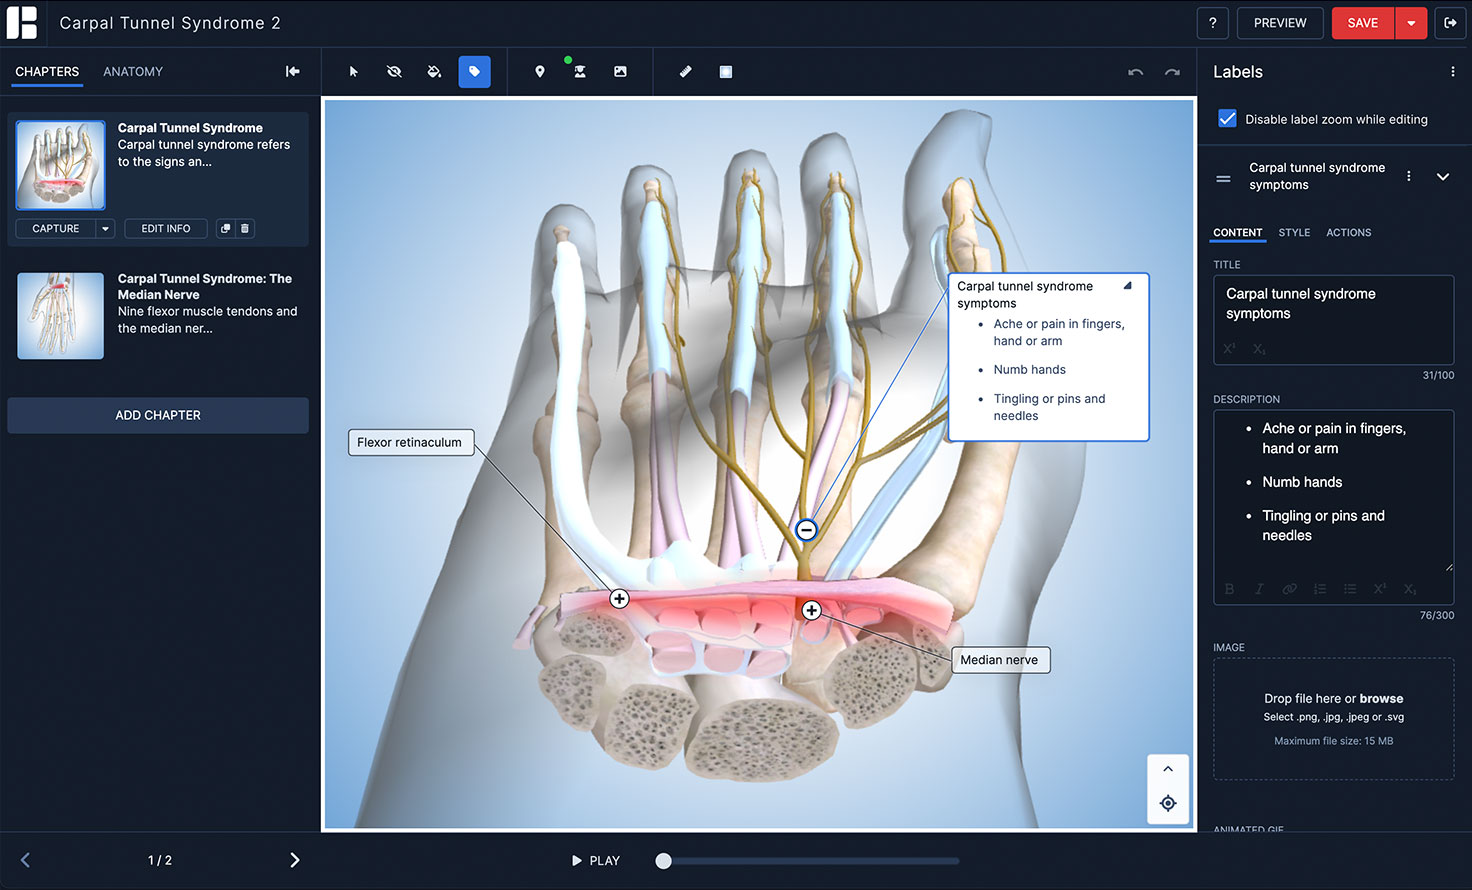 Carpal Tunnel Syndrome 2
?
PREVIEW
SAVE
CHAPTERS
ANATOMY
Carpal Tunnel Syndrome
Carpal tunnel syndrome refers
to the signs an...
CAPTURE
EDIT INFO
Carpal Tunnel Syndrome: The
Median Nerve
Nine flexor muscle tendons and
the median ner...
ADD CHAPTER
Flexor retinaculum
Carpal tunnel syndrome
symptoms
• Ache or pain in fingers,
hand or arm
• Numb hands
• Tingling or pins and
needles
Median nerve
Labels
Disable label zoom while editing
Carpal tunnel syndrome
symptoms
CONTENT
STYLE
ACTIONS
TITLE
Carpal tunnel syndrome
symptoms
X¹ X₁
31/100
DESCRIPTION
• Ache or pain in fingers,
hand or arm
• Numb hands
• Tingling or pins and
needles
B I X¹ X₁
76/300
IMAGE
Drop file here or browse
Select .png, .jpg, .jpeg or .svg
Maximum file size: 15 MB
ANIMATED GIF
1 / 2
PLAY